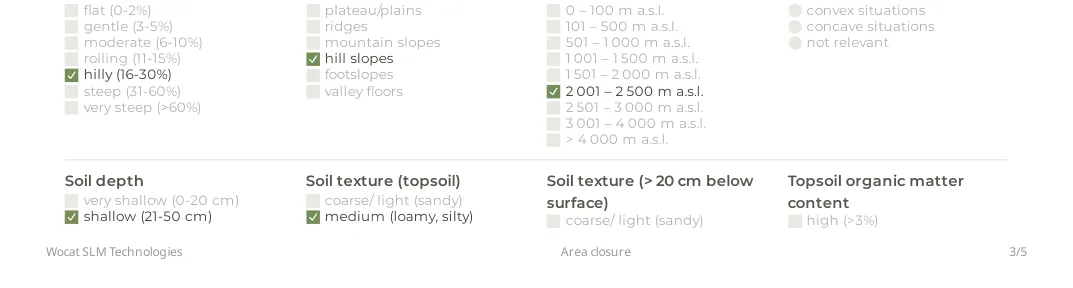 flat (0-2%)
gentle (3-5%)
moderate (6-10%)
rolling (11-15%)
hilly (16-30%)
steep (31-60%)
very steep (>60%)
plateau/plains
ridges
mountain slopes
hill slopes
footslopes
valley floors
0 – 100 m a.s.l.
101 – 500 m a.s.l.
501 – 1 000 m a.s.l.
1 001 – 1 500 m a.s.l.
1 501 – 2 000 m a.s.l.
2 001 – 2 500 m a.s.l.
2 501 – 3 000 m a.s.l.
3 001 – 4 000 m a.s.l.
> 4 000 m a.s.l.
convex situations
concave situations
not relevant
Soil depth
very shallow (0-20 cm)
shallow (21-50 cm)
Soil texture (topsoil)
coarse/ light (sandy)
medium (loamy, silty)
Soil texture (> 20 cm below
surface)
coarse/ light (sandy)
Topsoil organic matter
content
high (>3%)
Wocat SLM Technologies
Area closure
3/5